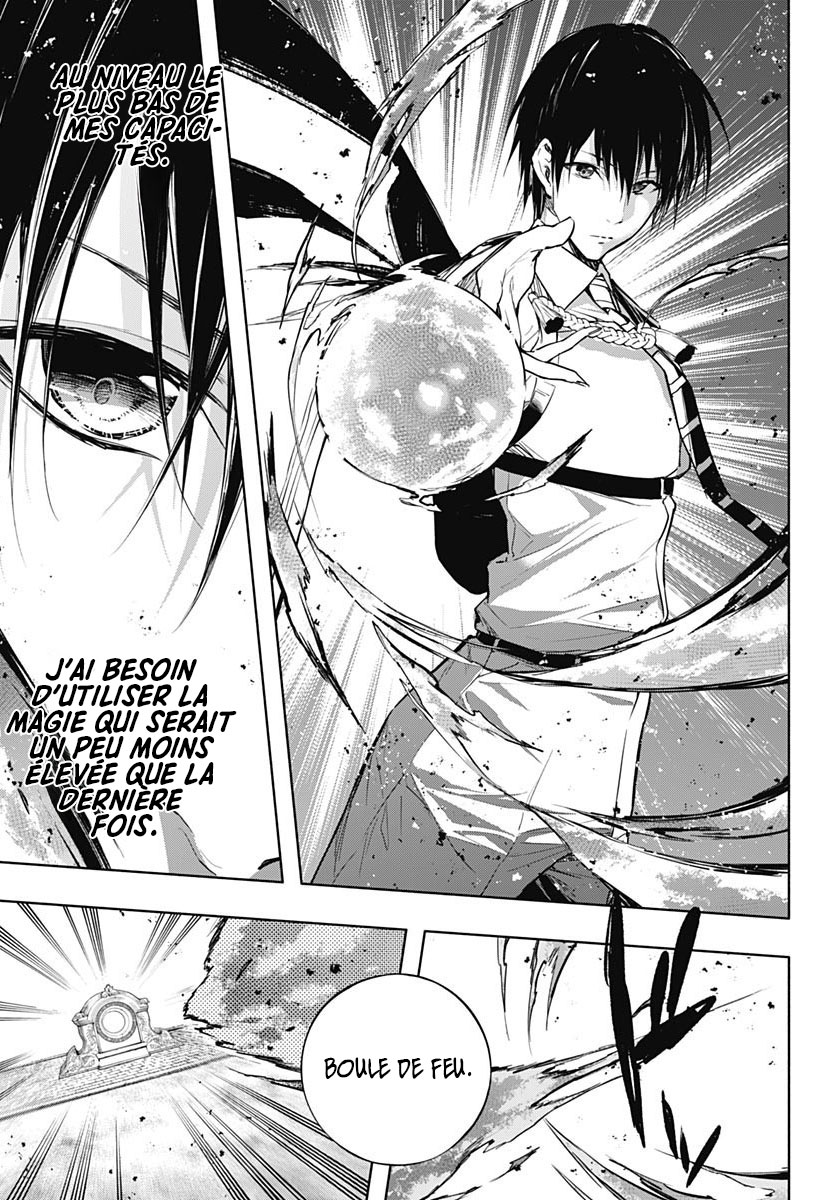 AU NIVEAU LE
PLUS BAS DE
MES CAPACI-
TÉS.
J'AI BESOIN
D'UTILISER LA
MAGIE QUI SERAIT
UN PEU MOINS
ÉLEVÉE QUE LA
DERNIÈRE
FOIS.
BOULE DE FEU.